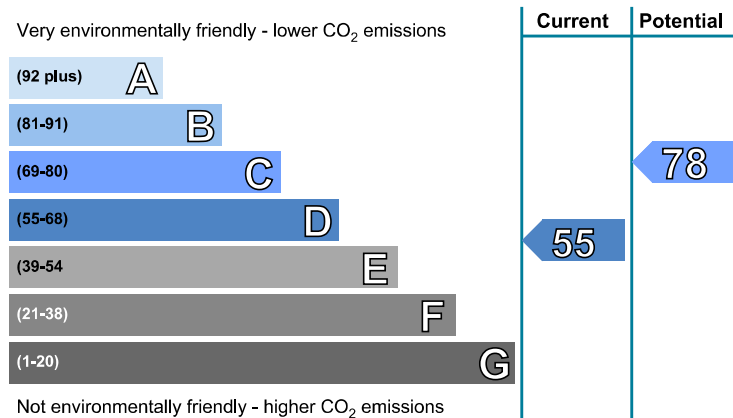 Current Potential
Very environmentally friendly - lower CO₂ emissions
(92 plus) A
(81-91) B
(69-80) C
78
(55-68) D
55
(39-54 E
(21-38) F
(1-20) G
Not environmentally friendly - higher CO₂ emissions